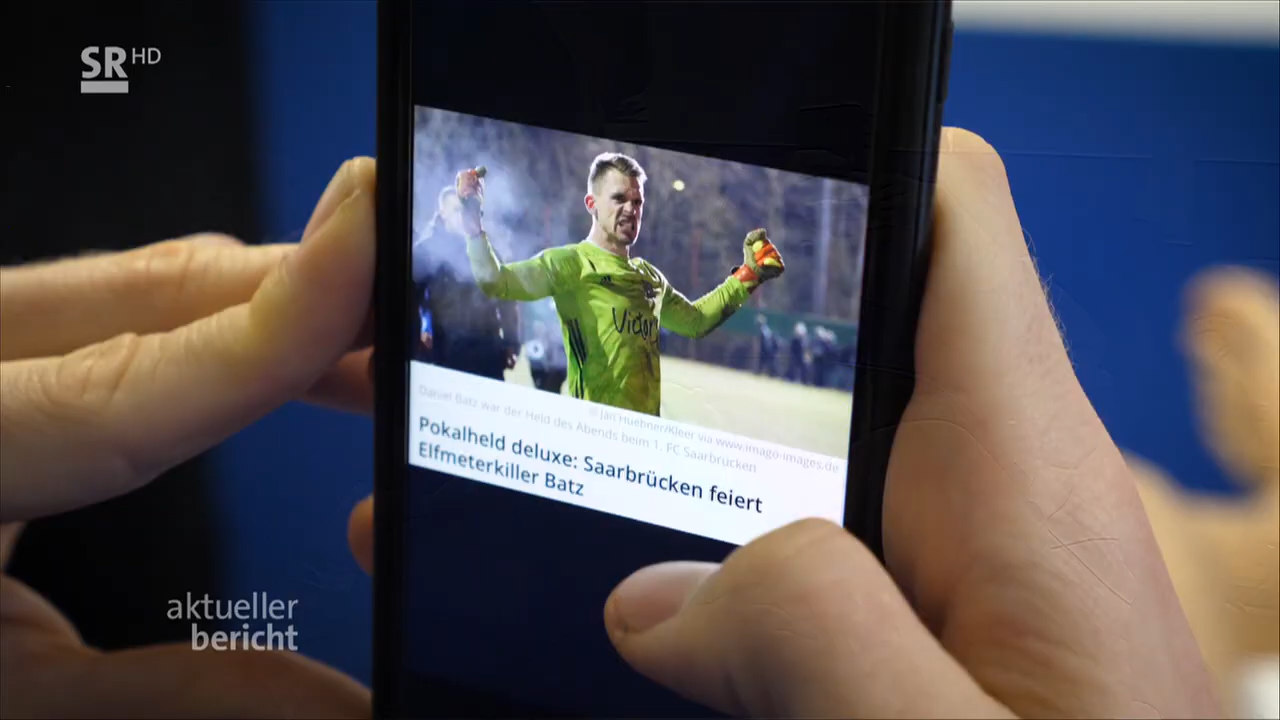 SR HD
Victor
© Jan Huebner/Kleer via www.imago-images.de
Daniel Batz war der Held des Abends beim 1. FC Saarbrücken
Pokalheld deluxe: Saarbrücken feiert
Elfmeterkiller Batz
aktueller
bericht